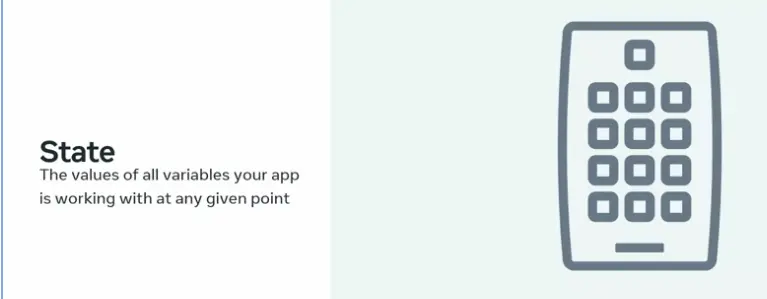 State
The values of all variables your app
is working with at any given point